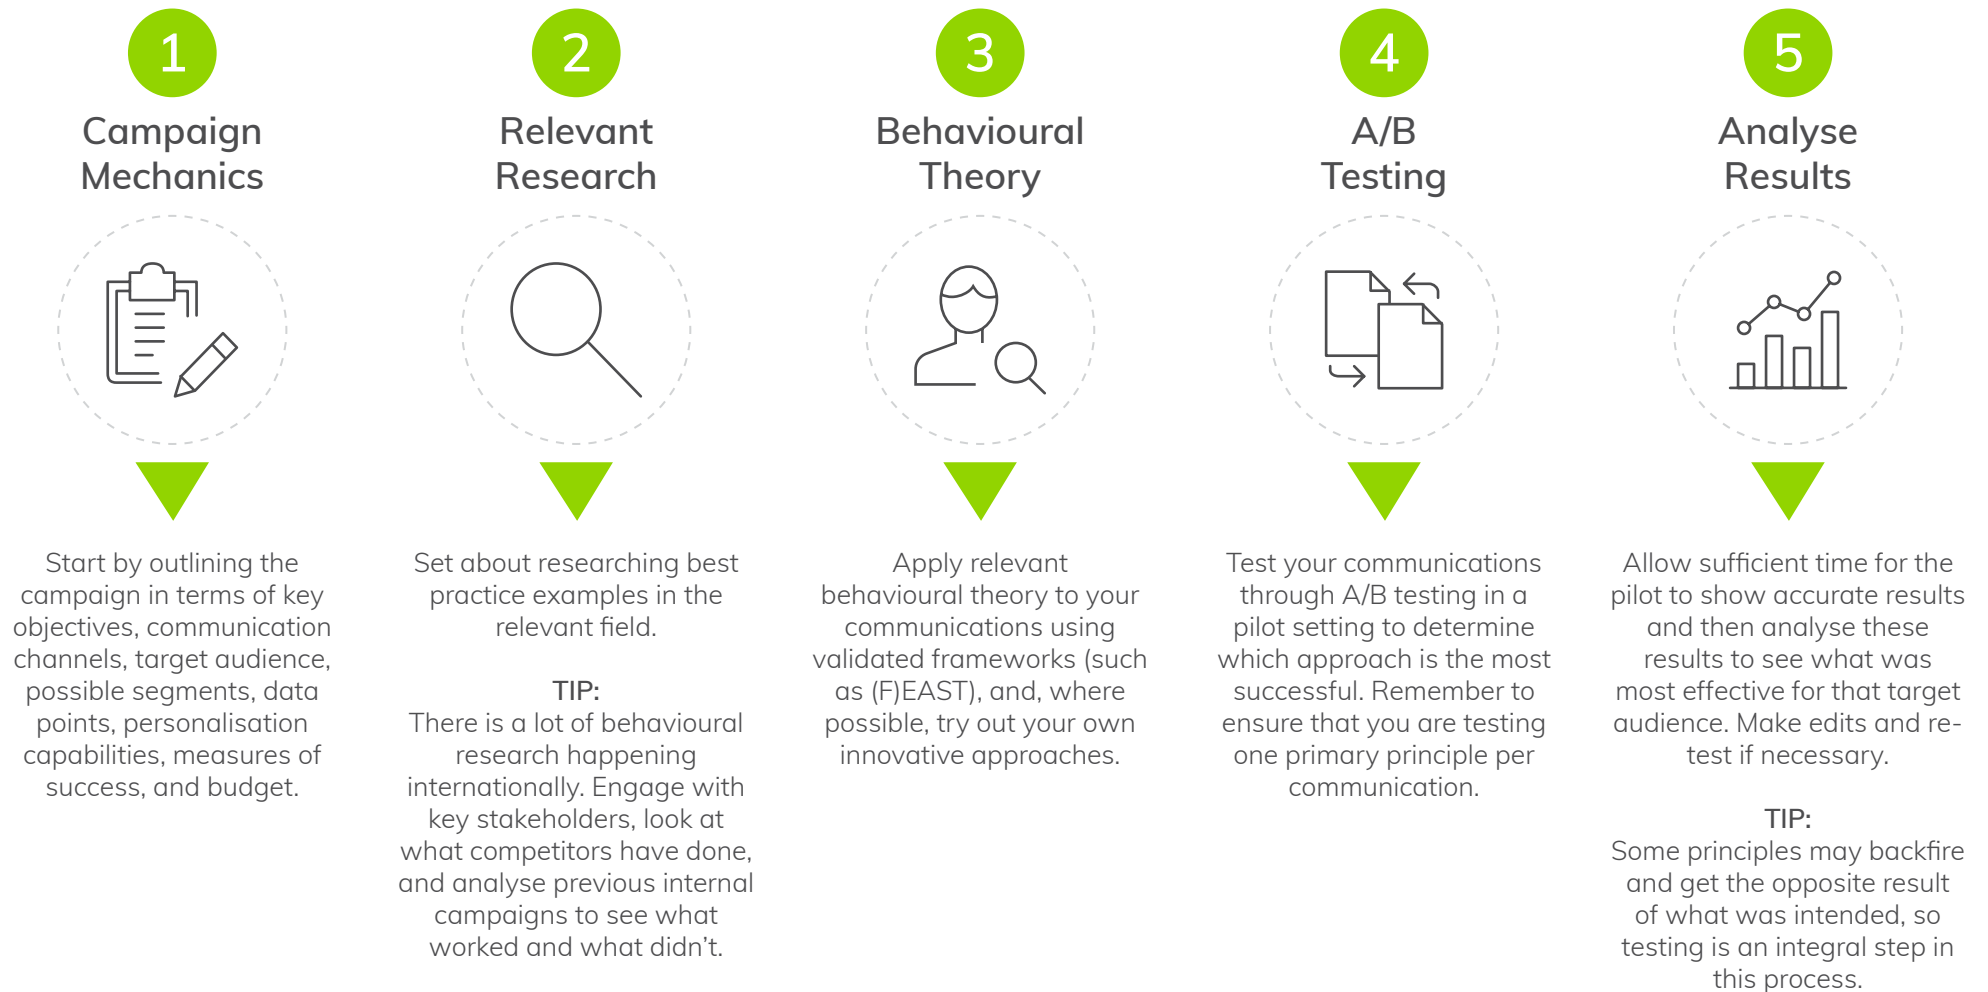 1
Campaign
Mechanics
Start by outlining the
campaign in terms of key
objectives, communication
channels, target audience,
possible segments, data
points, personalisation
capabilities, measures of
success, and budget.
2
Relevant
Research
Set about researching best
practice examples in the
relevant field.
TIP:
There is a lot of behavioural
research happening
internationally. Engage with
key stakeholders, look at
what competitors have done,
and analyse previous internal
campaigns to see what
worked and what didn’t.
3
Behavioural
Theory
Apply relevant
behavioural theory to your
communications using
validated frameworks (such
as (F)EAST), and, where
possible, try out your own
innovative approaches.
4
A/B
Testing
Test your communications
through A/B testing in a
pilot setting to determine
which approach is the most
successful. Remember to
ensure that you are testing
one primary principle per
communication.
5
Analyse
Results
Allow sufficient time for the
pilot to show accurate results
and then analyse these
results to see what was
most effective for that target
audience. Make edits and re-
test if necessary.
TIP:
Some principles may backfire
and get the opposite result
of what was intended, so
testing is an integral step in
this process.